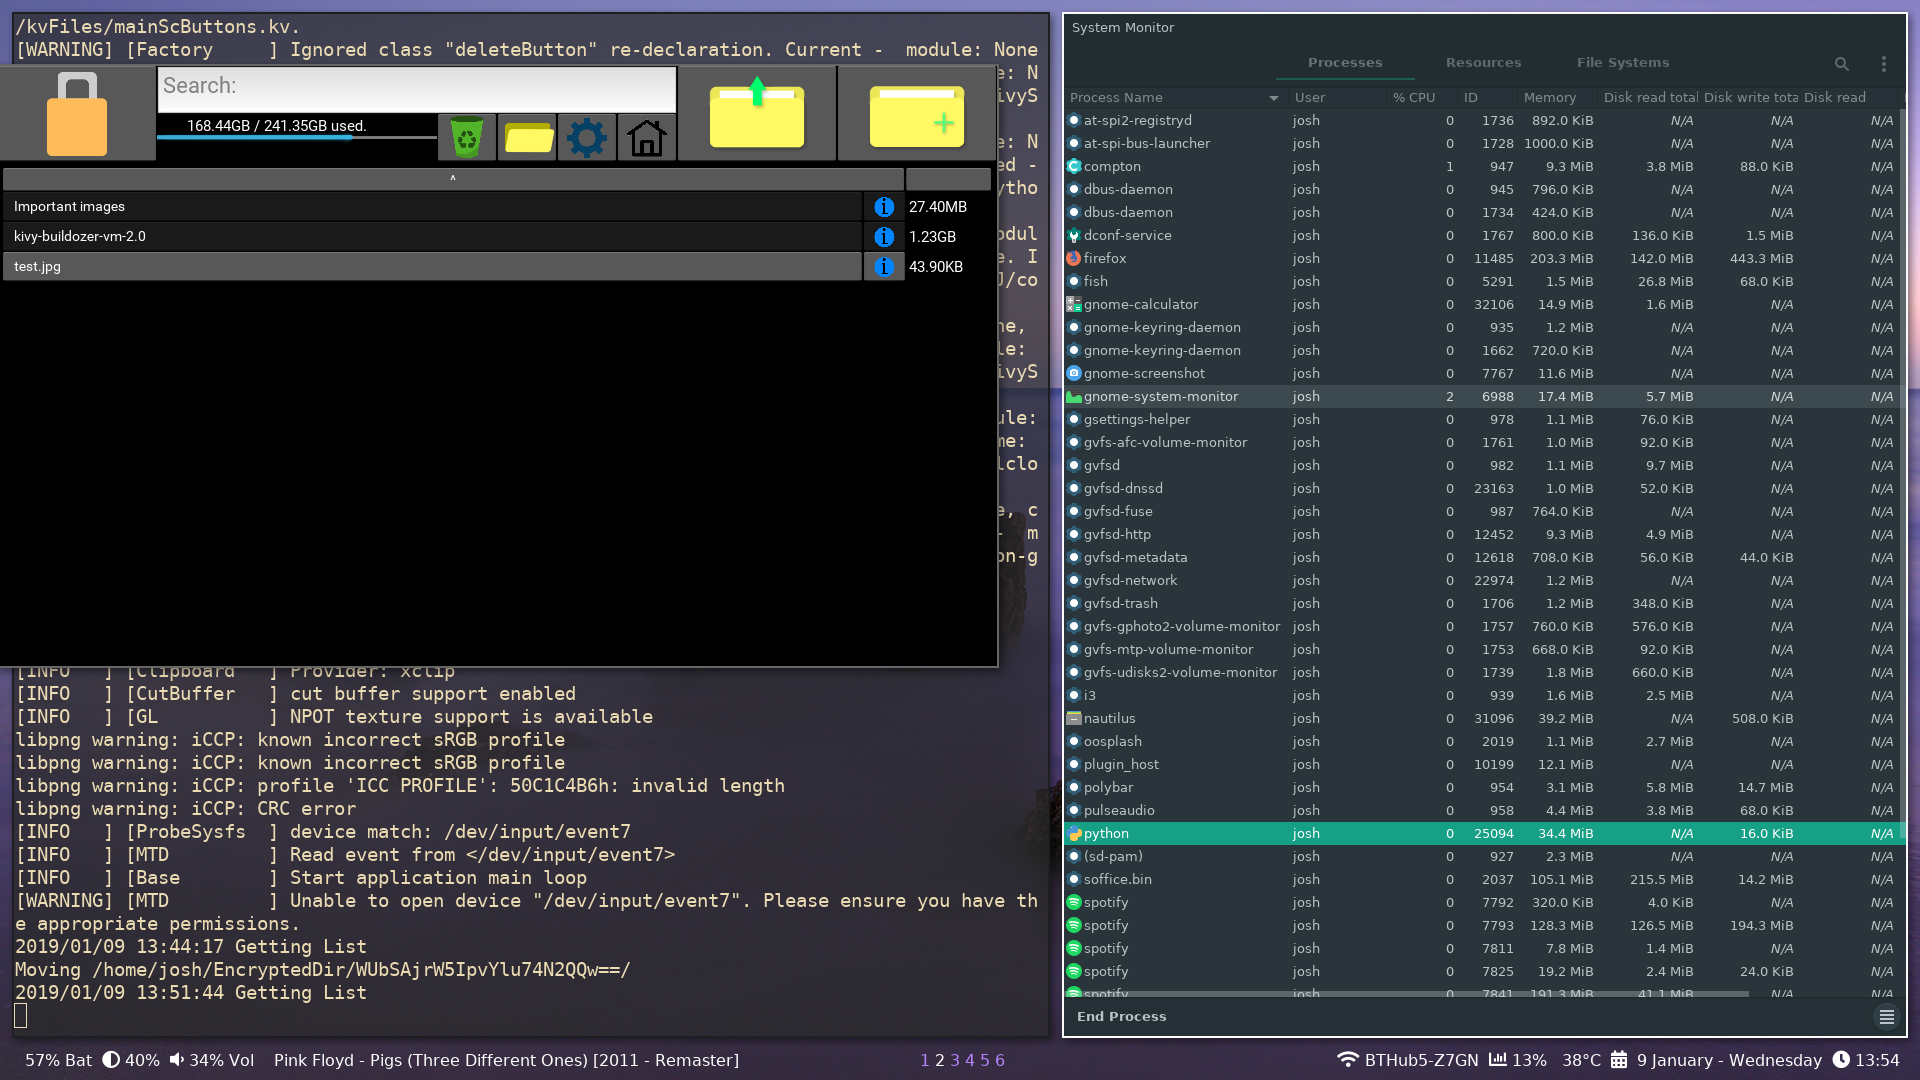 /kvFiles/mainScButtons.kv.
[WARNING] [Factory     ] Ignored class "deleteButton" re-declaration. Current -  module: None
e: N
ivyS
e: N
ed -
ytho
odul
e. I
J/co
ne,
le:
ivyS
ule:
me:
lclo
e, c
-  m
on-g
Search:
168.44GB / 241.35GB used.
^
Important images 27.40MB
kivy-buildozer-vm-2.0 1.23GB
test.jpg 43.90KB
[INFO   ] [Clipboard   ] Provider: xclip
[INFO   ] [CutBuffer   ] cut buffer support enabled
[INFO   ] [GL          ] NPOT texture support is available
libpng warning: iCCP: known incorrect sRGB profile
libpng warning: iCCP: known incorrect sRGB profile
libpng warning: iCCP: profile 'ICC PROFILE': 50C1C4B6h: invalid length
libpng warning: iCCP: CRC error
[INFO   ] [ProbeSysfs  ] device match: /dev/input/event7
[INFO   ] [MTD         ] Read event from </dev/input/event7>
[INFO   ] [Base        ] Start application main loop
[WARNING] [MTD         ] Unable to open device "/dev/input/event7". Please ensure you have th
e appropriate permissions.
2019/01/09 13:44:17 Getting List
Moving /home/josh/EncryptedDir/WUbSAjrW5IpvYlu74N2QQw==/
2019/01/09 13:51:44 Getting List
System Monitor
Processes Resources File Systems
Process Name User % CPU ID Memory Disk read total Disk write tota Disk read
at-spi2-registryd josh 0 1736 892.0 KiB N/A N/A N/A
at-spi-bus-launcher josh 0 1728 1000.0 KiB N/A N/A N/A
compton josh 1 947 9.3 MiB 3.8 MiB 88.0 KiB N/A
dbus-daemon josh 0 945 796.0 KiB N/A N/A N/A
dbus-daemon josh 0 1734 424.0 KiB N/A N/A N/A
dconf-service josh 0 1767 800.0 KiB 136.0 KiB 1.5 MiB N/A
firefox josh 0 11485 203.3 MiB 142.0 MiB 443.3 MiB N/A
fish josh 0 5291 1.5 MiB 26.8 MiB 68.0 KiB N/A
gnome-calculator josh 0 32106 14.9 MiB 1.6 MiB N/A N/A
gnome-keyring-daemon josh 0 935 1.2 MiB N/A N/A N/A
gnome-keyring-daemon josh 0 1662 720.0 KiB N/A N/A N/A
gnome-screenshot josh 0 7767 11.6 MiB N/A N/A N/A
gnome-system-monitor josh 2 6988 17.4 MiB 5.7 MiB N/A N/A
gsettings-helper josh 0 978 1.1 MiB 76.0 KiB N/A N/A
gvfs-afc-volume-monitor josh 0 1761 1.0 MiB 92.0 KiB N/A N/A
gvfsd josh 0 982 1.1 MiB 9.7 MiB N/A N/A
gvfsd-dnssd josh 0 23163 1.0 MiB 52.0 KiB N/A N/A
gvfsd-fuse josh 0 987 764.0 KiB N/A N/A N/A
gvfsd-http josh 0 12452 9.3 MiB 4.9 MiB N/A N/A
gvfsd-metadata josh 0 12618 708.0 KiB 56.0 KiB 44.0 KiB N/A
gvfsd-network josh 0 22974 1.2 MiB N/A N/A N/A
gvfsd-trash josh 0 1706 1.2 MiB 348.0 KiB N/A N/A
gvfs-gphoto2-volume-monitor josh 0 1757 760.0 KiB 576.0 KiB N/A N/A
gvfs-mtp-volume-monitor josh 0 1753 668.0 KiB 92.0 KiB N/A N/A
gvfs-udisks2-volume-monitor josh 0 1739 1.8 MiB 660.0 KiB N/A N/A
i3 josh 0 939 1.6 MiB 2.5 MiB N/A N/A
nautilus josh 0 31096 39.2 MiB N/A 508.0 KiB N/A
oosplash josh 0 2019 1.1 MiB 2.7 MiB N/A N/A
plugin_host josh 0 10199 12.1 MiB N/A N/A N/A
polybar josh 0 954 3.1 MiB 5.8 MiB 14.7 MiB N/A
pulseaudio josh 0 958 4.4 MiB 3.8 MiB 68.0 KiB N/A
python josh 0 25094 34.4 MiB N/A 16.0 KiB N/A
(sd-pam) josh 0 927 2.3 MiB N/A N/A N/A
soffice.bin josh 0 2037 105.1 MiB 215.5 MiB 14.2 MiB N/A
spotify josh 0 7792 320.0 KiB 4.0 KiB N/A N/A
spotify josh 0 7793 128.3 MiB 126.5 MiB 194.3 MiB N/A
spotify josh 0 7811 7.8 MiB 1.4 MiB N/A N/A
spotify josh 0 7825 19.2 MiB 2.4 MiB 24.0 KiB N/A
spotify josh 0 7841 191.3 MiB 41.1 MiB N/A N/A
End Process
57% Bat 40% 34% Vol Pink Floyd - Pigs (Three Different Ones) [2011 - Remaster] 1 2 3 4 5 6 BTHub5-Z7GN 13% 38°C 9 January - Wednesday 13:54